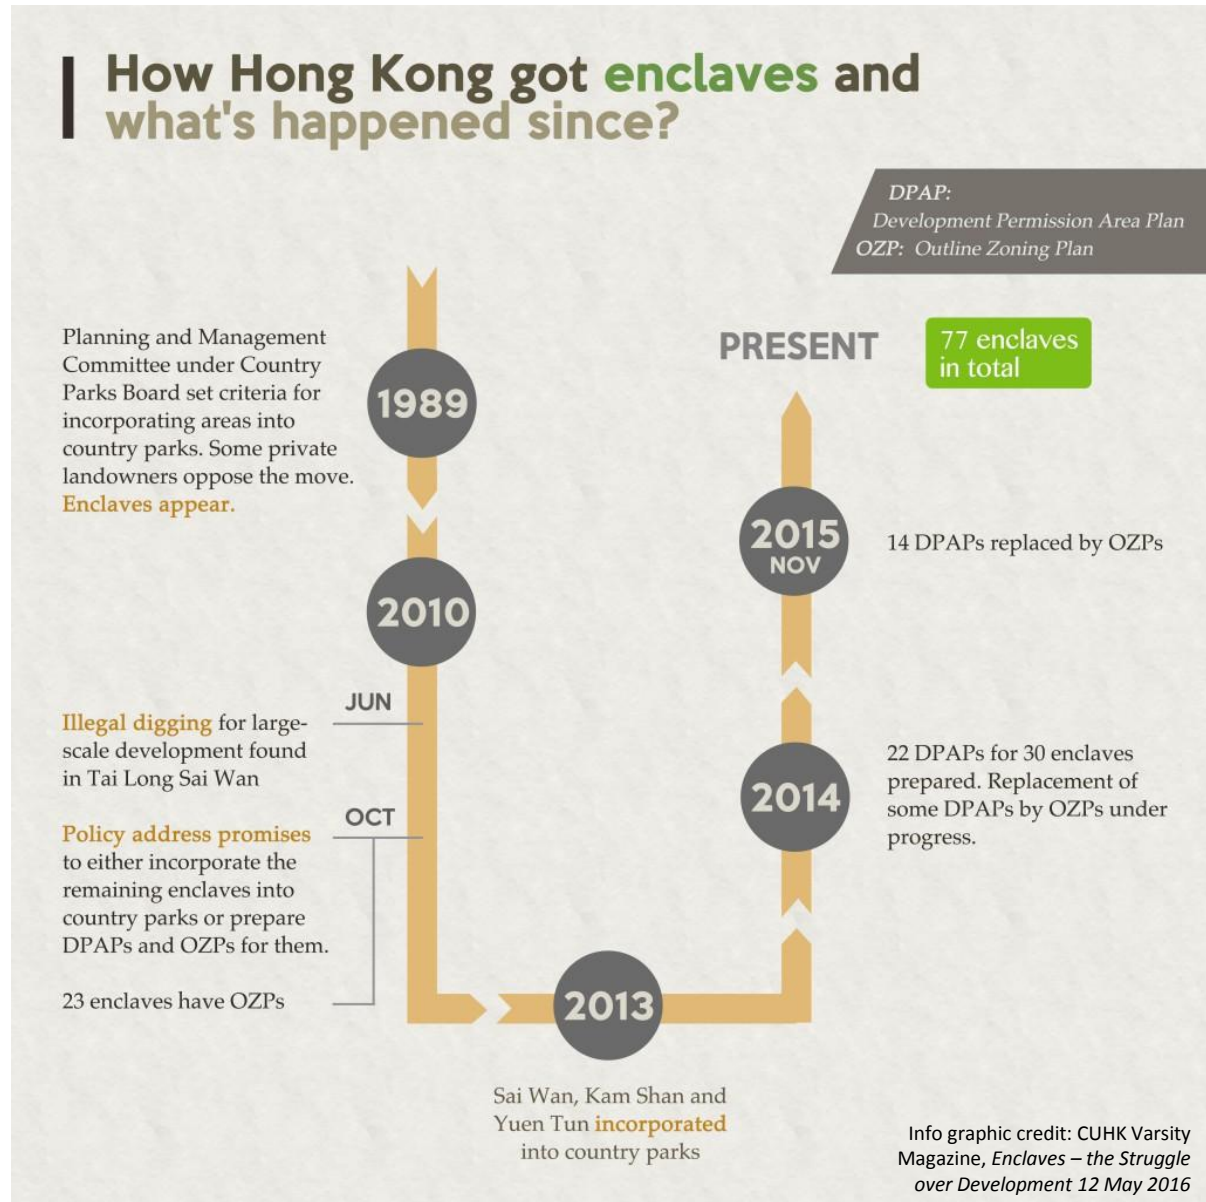 How Hong Kong got enclaves and
what's happened since?
DPAP:
Development Permission Area Plan
OZP: Outline Zoning Plan
Planning and Management
Committee under Country
Parks Board set criteria for
incorporating areas into
country parks. Some private
landowners oppose the move.
Enclaves appear.
1989
2010
JUN
Illegal digging for large-
scale development found
in Tai Long Sai Wan
OCT
Policy address promises
to either incorporate the
remaining enclaves into
country parks or prepare
DPAPs and OZPs for them.
23 enclaves have OZPs
2013
Sai Wan, Kam Shan and
Yuen Tun incorporated
into country parks
2014
22 DPAPs for 30 enclaves
prepared. Replacement of
some DPAPs by OZPs under
progress.
2015
NOV
14 DPAPs replaced by OZPs
PRESENT
77 enclaves
in total
Info graphic credit: CUHK Varsity
Magazine, Enclaves – the Struggle
over Development 12 May 2016